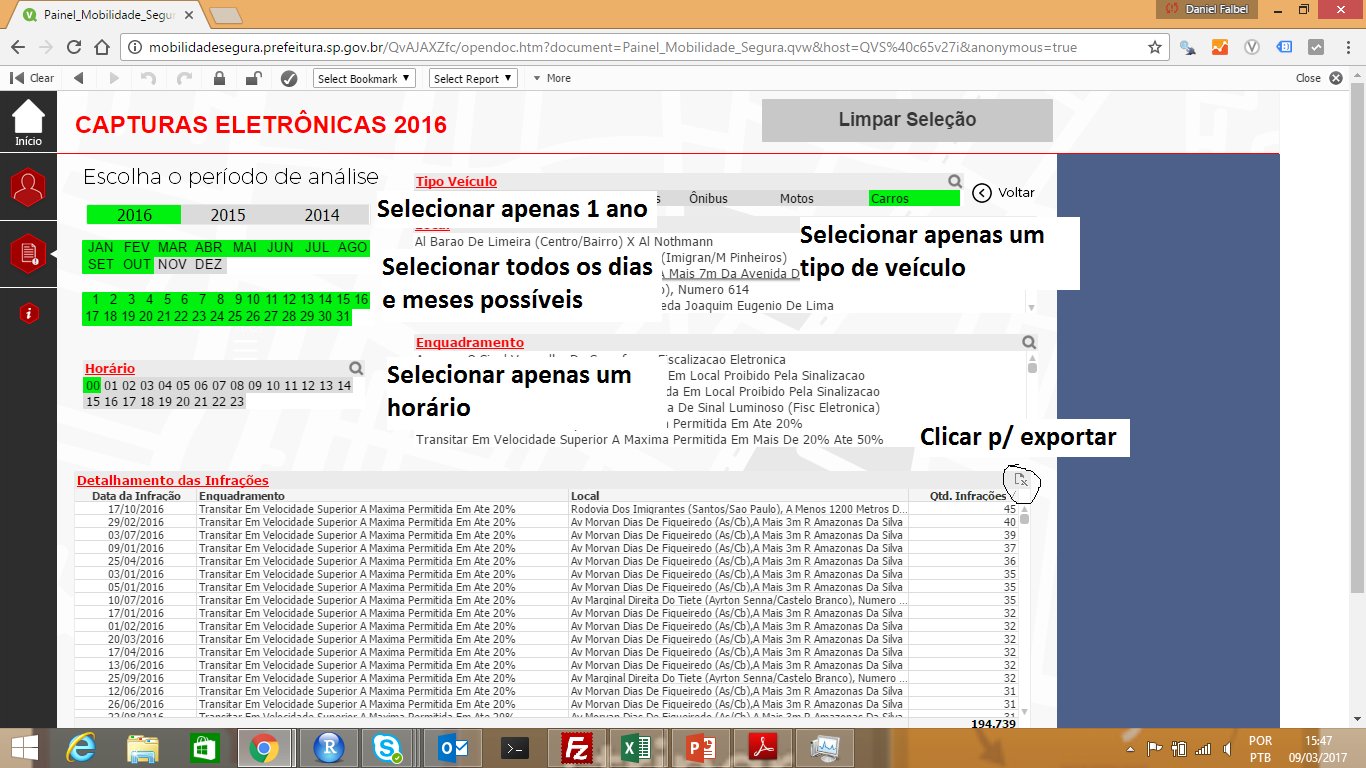 Painel_Mobilidade_Segu
Daniel Falbel
mobilidadesegura.prefeitura.sp.gov.br/QvAJAXZfc/opendoc.htm?document=Painel_Mobilidade_Segura.qvw&host=QVS%40c65v27i&anonymous=true
Clear
Select Bookmark
Select Report
More
Close
Início
CAPTURAS ELETRÔNICAS 2016
Limpar Seleção
Escolha o período de análise
Tipo Veículo
Voltar
Ônibus Motos Carros
2016 2015 2014
Selecionar apenas 1 ano
JAN FEV MAR ABR MAI JUN JUL AGO
SET OUT NOV DEZ
Al Barao De Limeira (Centro/Bairro) X Al Nothmann
(Imigran/M Pinheiros)
A Mais 7m Da Avenida D
), Numero 614
eda Joaquim Eugenio De Lima
Selecionar apenas um
tipo de veículo
Selecionar todos os dias
e meses possíveis
1 2 3 4 5 6 7 8 9 10 11 12 13 14 15 16
17 18 19 20 21 22 23 24 25 26 27 28 29 30 31
Horário
00 01 02 03 04 05 06 07 08 09 10 11 12 13 14
15 16 17 18 19 20 21 22 23
Enquadramento
Fiscalizacao Eletronica
Em Local Proibido Pela Sinalizacao
da Em Local Proibido Pela Sinalizacao
a De Sinal Luminoso (Fisc Eletronica)
Permitida Em Ate 20%
Transitar Em Velocidade Superior A Maxima Permitida Em Mais De 20% Ate 50%
Selecionar apenas um
horário
Clicar p/ exportar
Detalhamento das Infrações
Data da Infração Enquadramento Local Qtd. Infrações
17/10/2016 Transitar Em Velocidade Superior A Maxima Permitida Em Ate 20% Rodovia Dos Imigrantes (Santos/Sao Paulo), A Menos 1200 Metros D... 45
29/02/2016 Transitar Em Velocidade Superior A Maxima Permitida Em Ate 20% Av Morvan Dias De Figueiredo (As/Cb),A Mais 3m R Amazonas Da Silva 40
03/07/2016 Transitar Em Velocidade Superior A Maxima Permitida Em Ate 20% Av Morvan Dias De Figueiredo (As/Cb),A Mais 3m R Amazonas Da Silva 39
09/01/2016 Transitar Em Velocidade Superior A Maxima Permitida Em Ate 20% Av Morvan Dias De Figueiredo (As/Cb),A Mais 3m R Amazonas Da Silva 37
25/04/2016 Transitar Em Velocidade Superior A Maxima Permitida Em Ate 20% Av Morvan Dias De Figueiredo (As/Cb),A Mais 3m R Amazonas Da Silva 36
03/01/2016 Transitar Em Velocidade Superior A Maxima Permitida Em Ate 20% Av Morvan Dias De Figueiredo (As/Cb),A Mais 3m R Amazonas Da Silva 35
05/01/2016 Transitar Em Velocidade Superior A Maxima Permitida Em Ate 20% Av Morvan Dias De Figueiredo (As/Cb),A Mais 3m R Amazonas Da Silva 35
10/07/2016 Transitar Em Velocidade Superior A Maxima Permitida Em Ate 20% Av Marginal Direita Do Tiete (Ayrton Senna/Castelo Branco), Numero ... 35
17/01/2016 Transitar Em Velocidade Superior A Maxima Permitida Em Ate 20% Av Morvan Dias De Figueiredo (As/Cb),A Mais 3m R Amazonas Da Silva 32
01/02/2016 Transitar Em Velocidade Superior A Maxima Permitida Em Ate 20% Av Morvan Dias De Figueiredo (As/Cb),A Mais 3m R Amazonas Da Silva 32
20/03/2016 Transitar Em Velocidade Superior A Maxima Permitida Em Ate 20% Av Morvan Dias De Figueiredo (As/Cb),A Mais 3m R Amazonas Da Silva 32
17/04/2016 Transitar Em Velocidade Superior A Maxima Permitida Em Ate 20% Av Morvan Dias De Figueiredo (As/Cb),A Mais 3m R Amazonas Da Silva 32
13/06/2016 Transitar Em Velocidade Superior A Maxima Permitida Em Ate 20% Av Morvan Dias De Figueiredo (As/Cb),A Mais 3m R Amazonas Da Silva 32
25/09/2016 Transitar Em Velocidade Superior A Maxima Permitida Em Ate 20% Av Marginal Direita Do Tiete (Ayrton Senna/Castelo Branco), Numero ... 32
12/06/2016 Transitar Em Velocidade Superior A Maxima Permitida Em Ate 20% Av Morvan Dias De Figueiredo (As/Cb),A Mais 3m R Amazonas Da Silva 31
26/06/2016 Transitar Em Velocidade Superior A Maxima Permitida Em Ate 20% Av Morvan Dias De Figueiredo (As/Cb),A Mais 3m R Amazonas Da Silva 31
22/08/2016 Transitar Em Velocidade Superior A Maxima Permitida Em Ate 20% Av Morvan Dias De Figueiredo (As/Cb),A Mais 3m R Amazonas Da Silva 31
194.739
POR 15:47
PTB 09/03/2017